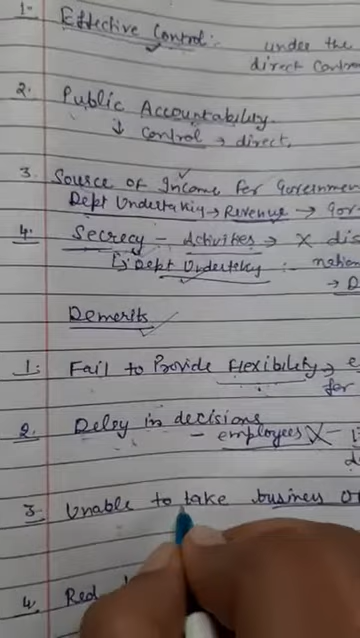 1. Effective Control:
under the
direct Control
2. Public Accountability
↓ Control → direct,
3. Source of Income for Government
Dept Undertaking → Revenue → Gov
4. Secrecy - Activities → X dis
Dept Undertaking :- nation
→ D
Demerits
1. Fail to Provide flexibility →
for
2. Delay in decisions
- employees X -
3. Unable to take business
4. Red